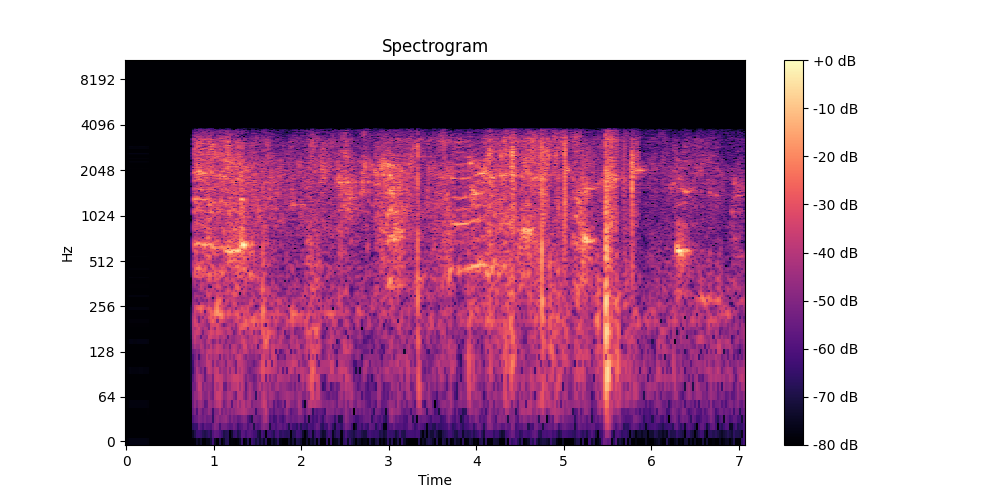 Spectrogram
8192
4096
2048
1024
512
256
128
64
0
Hz
0 1 2 3 4 5 6 7
Time
+0 dB
-10 dB
-20 dB
-30 dB
-40 dB
-50 dB
-60 dB
-70 dB
-80 dB